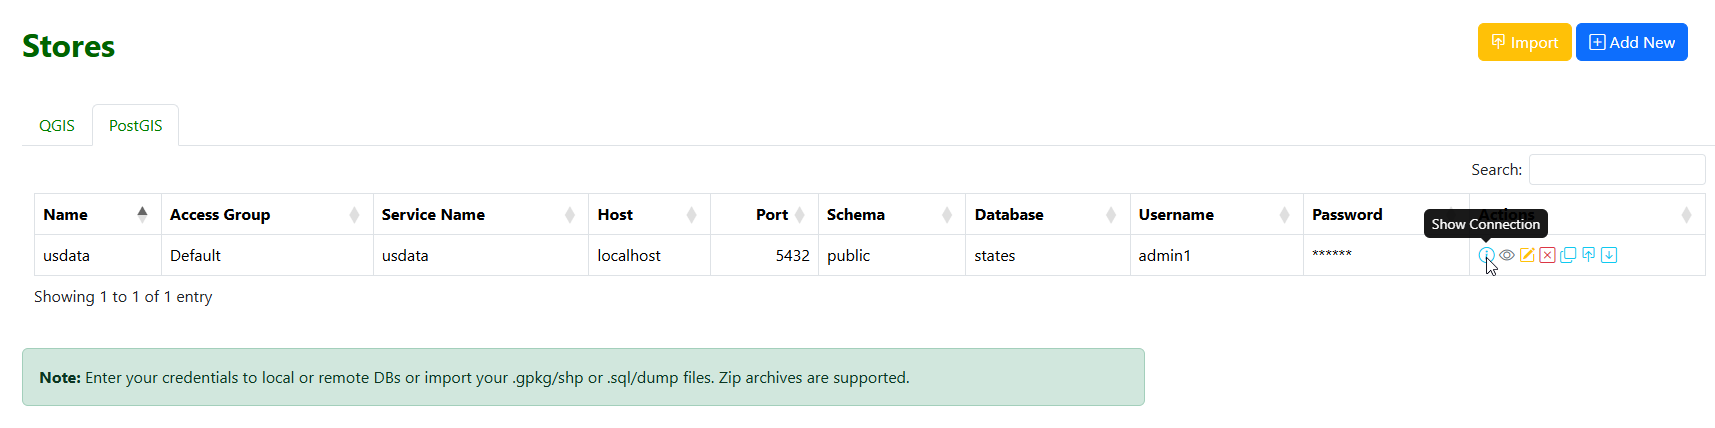 Stores
Import Add New
QGIS PostGIS
Search:
Name Access Group Service Name Host Port Schema Database Username Password Actions
Show Connection
usdata Default usdata localhost 5432 public states admin1 ******
Showing 1 to 1 of 1 entry
Note: Enter your credentials to local or remote DBs or import your .gpkg/shp or .sql/dump files. Zip archives are supported.